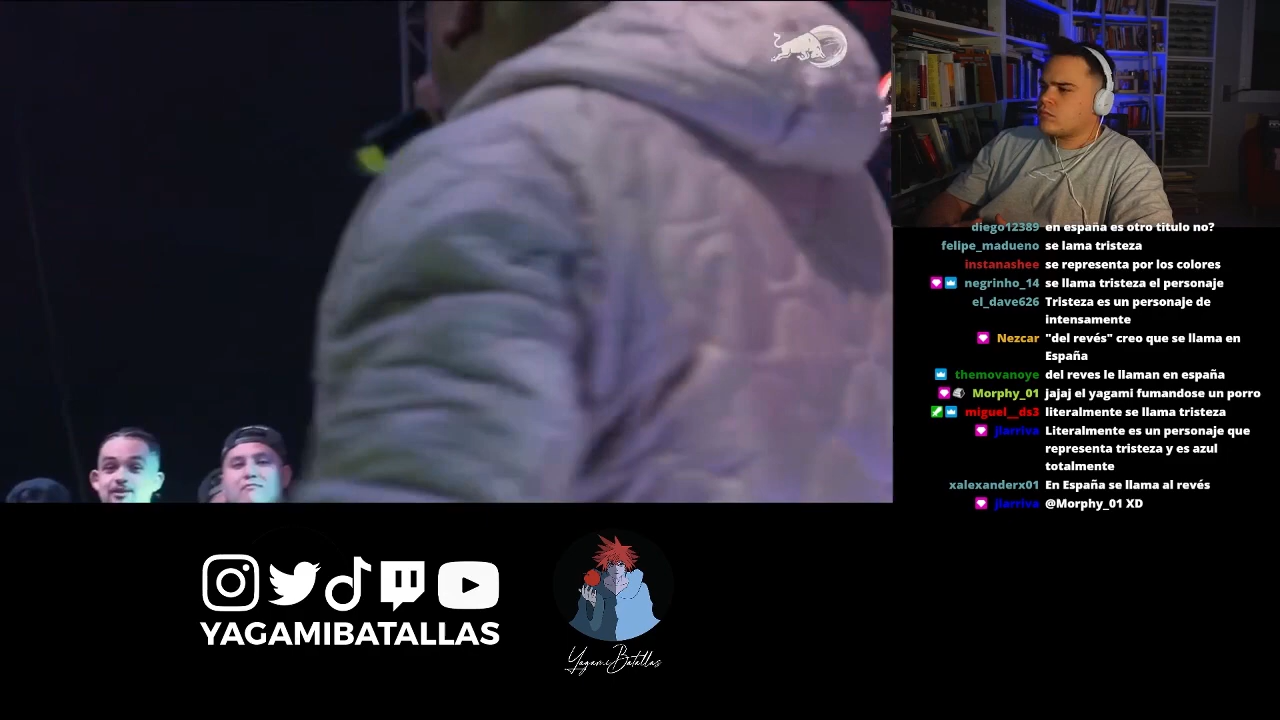 diego12389 en españa es otro titulo no?
felipe_madueno se lama tristeza
instanashee se representa por los colores
negrinho_14 se llama tristeza el personaje
el_dave626 Tristeza es un personaje de
intensamente
Nezcar "del revés" creo que se llama en
España
themovanoye del reves le llaman en españa
Morphy_01 jajaj el yagami fumandose un porro
miguel__ds3 literalmente se llama tristeza
jlarriva Literalmente es un personaje que
representa tristeza y es azul
totalmente
xalexanderx01 En España se llama al revés
jlarriva @Morphy_01 XD
YAGAMIBATALLAS
YagamiBatallas